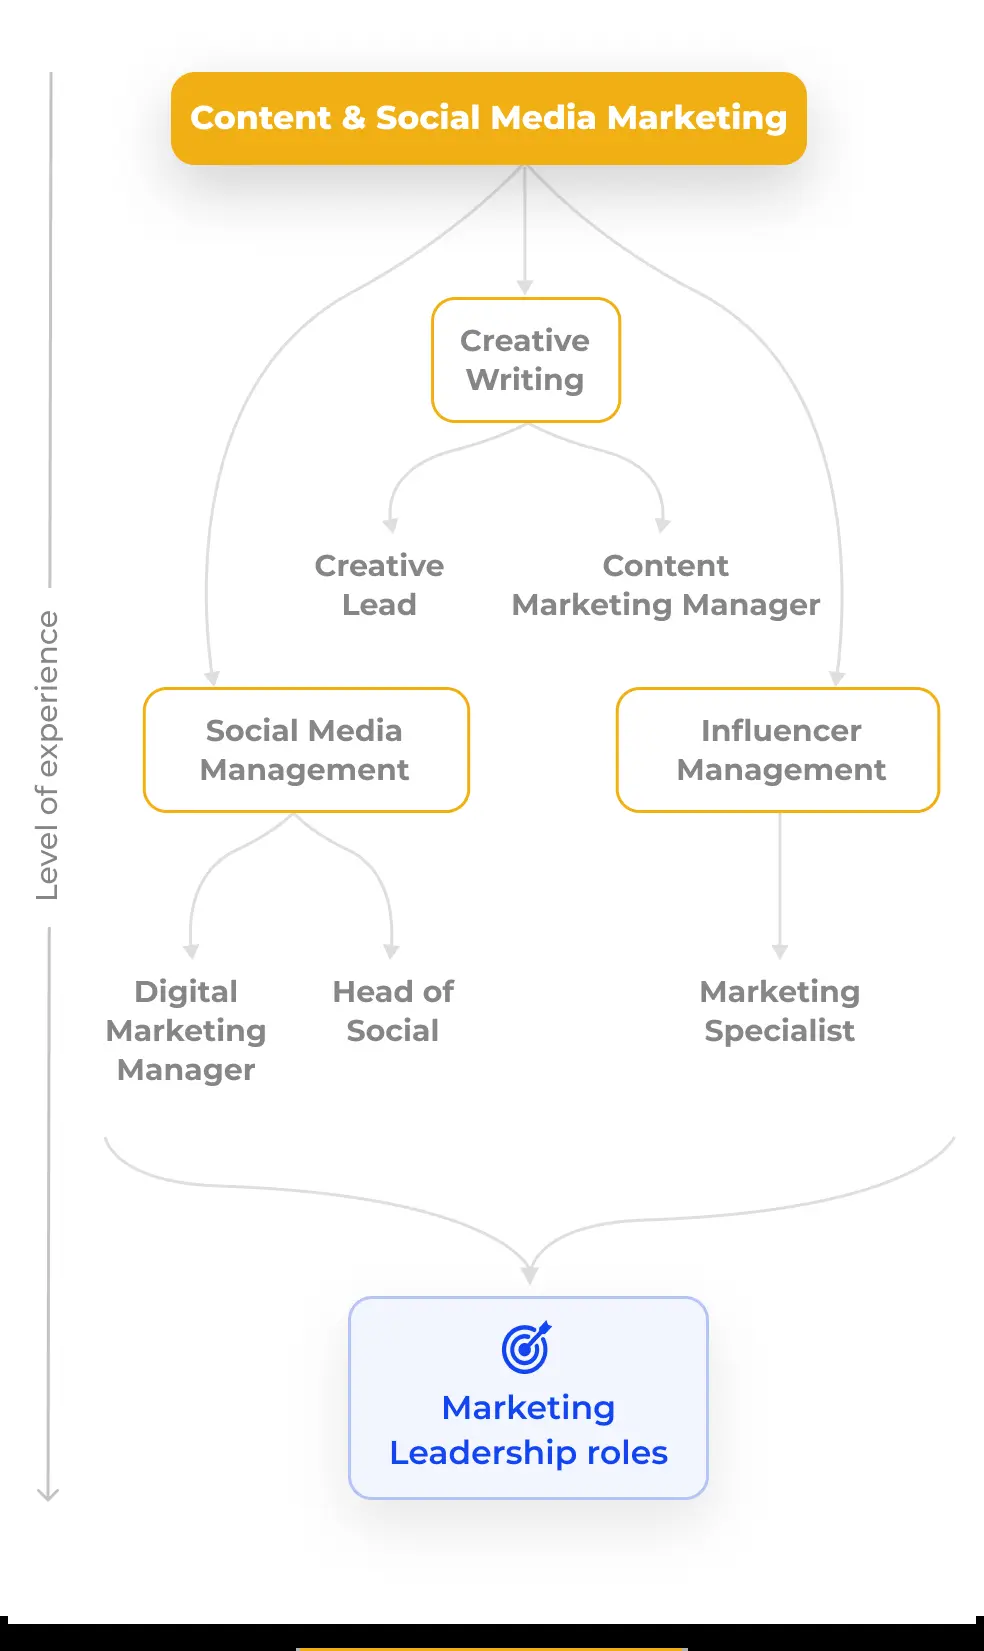 Content & Social Media Marketing
Creative
Writing
Creative
Lead
Content
Marketing Manager
Level of experience
Social Media
Management
Influencer
Management
Digital
Marketing
Manager
Head of
Social
Marketing
Specialist
Marketing
Leadership roles